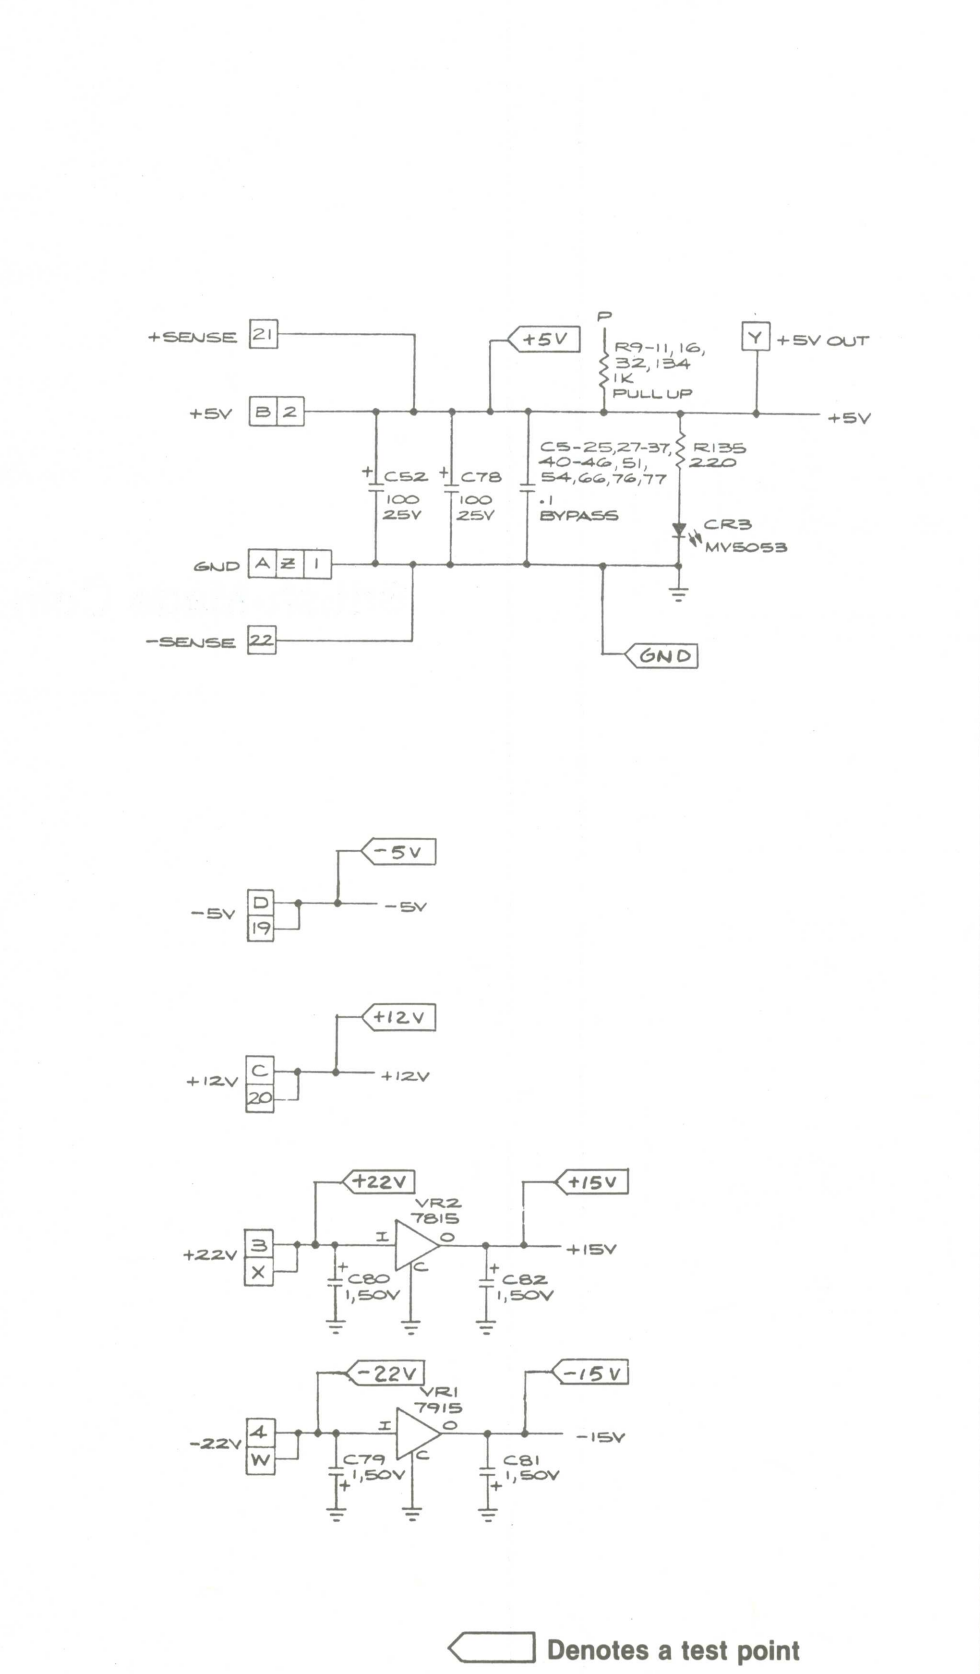 +SENSE 21
+5V
P
R9-11,16,
32,134
1K
PULL UP
Y +5V OUT
+5V B 2
+5V
+ C52
100
25V
+ C78
100
25V
C5-25,27-37,
40-46,51,
54,66,76,77
.1
BYPASS
R135
220
CR3
MV5053
GND A Z 1
-SENSE 22
GND
-5V
-5V D
19
-5V
+12V
+12V C
20
+12V
+22V
+15V
VR2
7815
+22V 3
X
I O
C
+15V
+ C80
1,50V
+ C82
1,50V
-22V
-15V
VR1
7915
-22V 4
W
I O
C
-15V
C79
1,50V
+
C81
1,50V
+
Denotes a test point